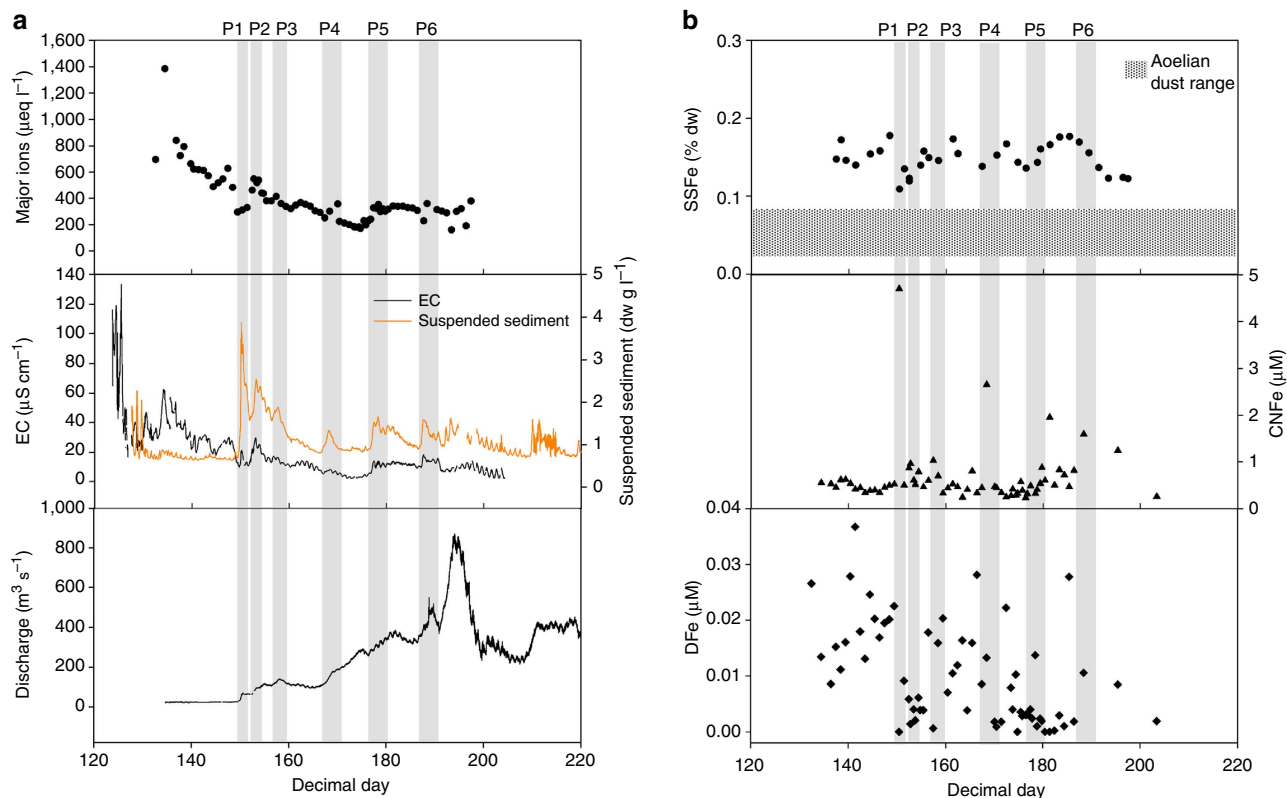 a
P1 P2 P3 P4 P5 P6
1,600
1,400
1,200
1,000
800
600
400
200
0
Major ions (µeq l⁻¹)
140
120
100
80
60
40
20
0
EC (µS cm⁻¹)
EC
Suspended sediment
5
4
3
2
1
0
Suspended sediment (dw g l⁻¹)
1,000
800
600
400
200
0
Discharge (m³ s⁻¹)
120 140 160 180 200 220
Decimal day
b
P1 P2 P3 P4 P5 P6
0.3
0.2
0.1
0.0
SSFe (% dw)
Aoelian
dust range
5
4
3
2
1
0
CNFe (µM)
0.04
0.03
0.02
0.01
0.00
DFe (µM)
120 140 160 180 200 220
Decimal day